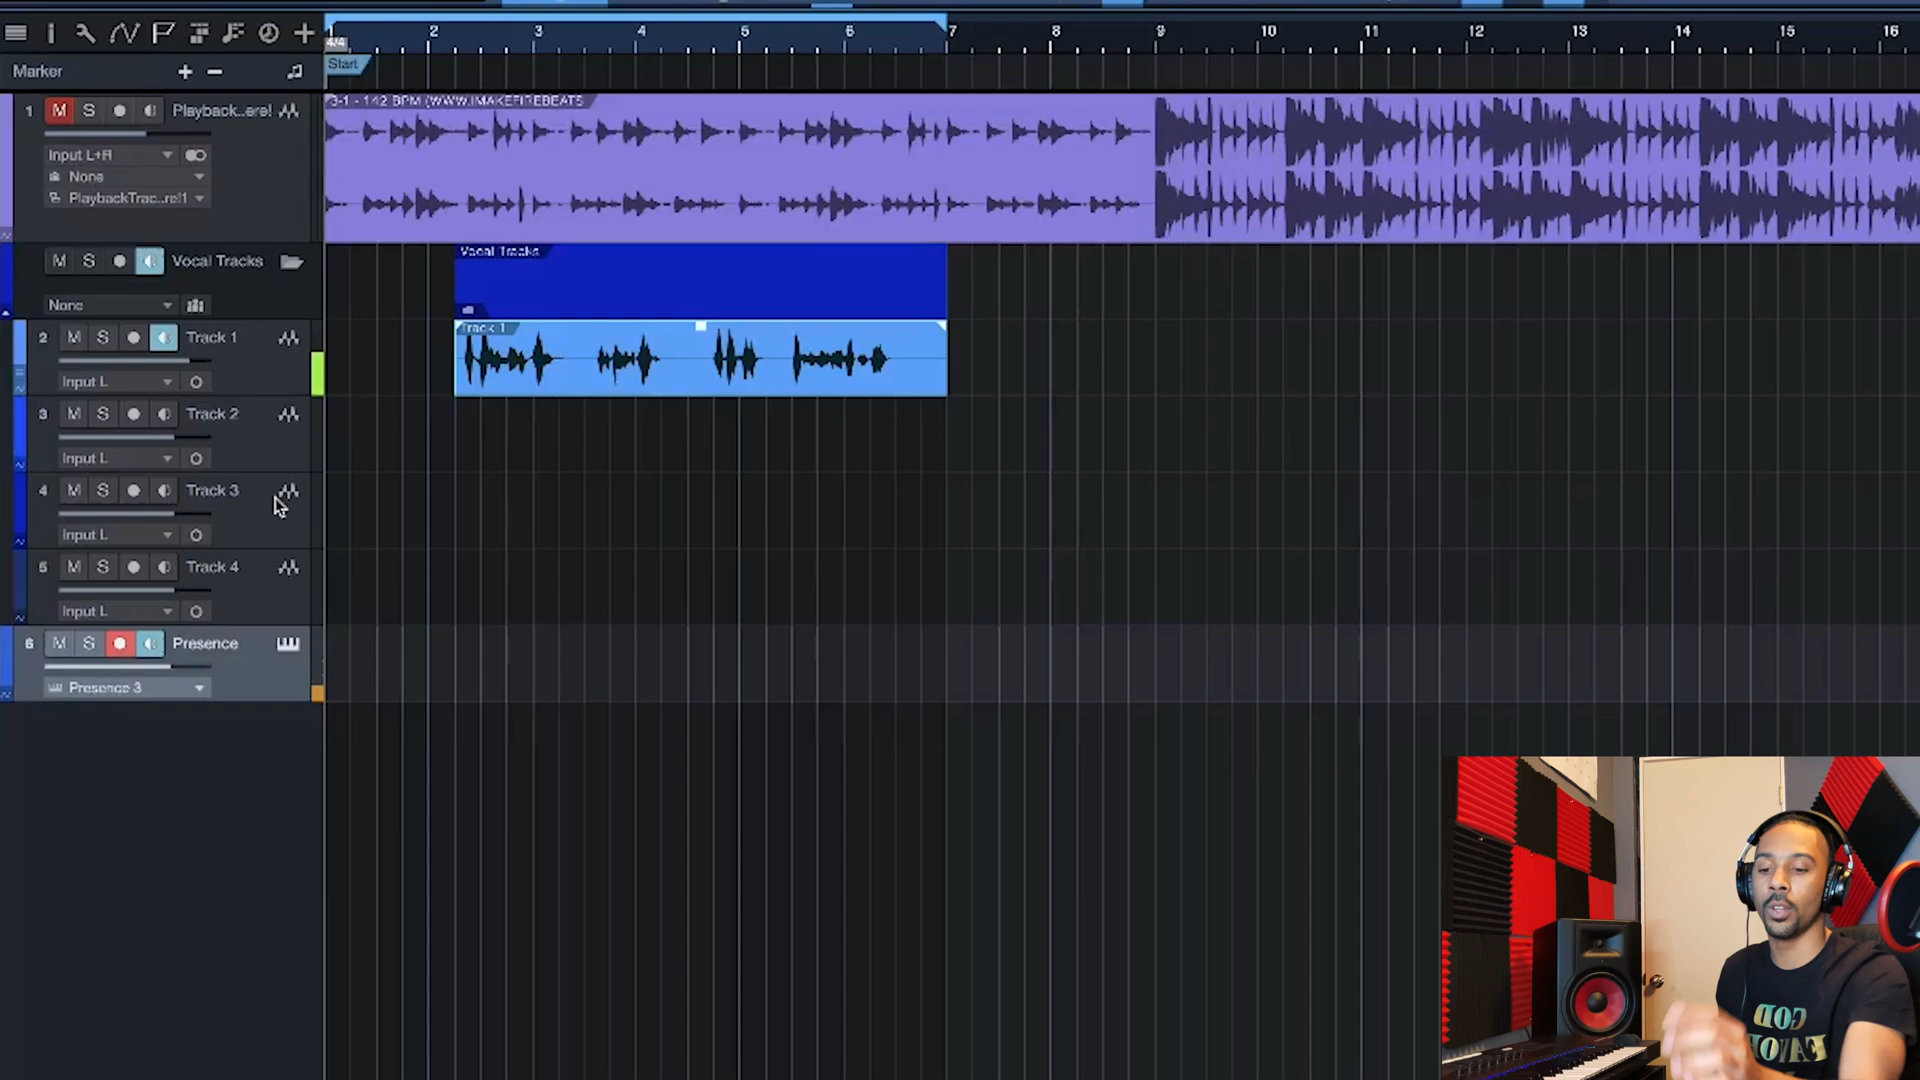 1 2 3 4 5 6 7 8 9 10 11 12 13 14 15 16
4/4
Marker + −
Start
1 M S Playback..ere!
3-1 - 142 BPM (WWW.IMAKEFIREBEATS
Input L+R
None
PlaybackTrac..re!1
M S Vocal Tracks
Vocal Tracks
None
2 M S Track 1
Track 1
Input L
3 M S Track 2
Input L
4 M S Track 3
Input L
5 M S Track 4
Input L
6 M S Presence
Presence 3
GOD